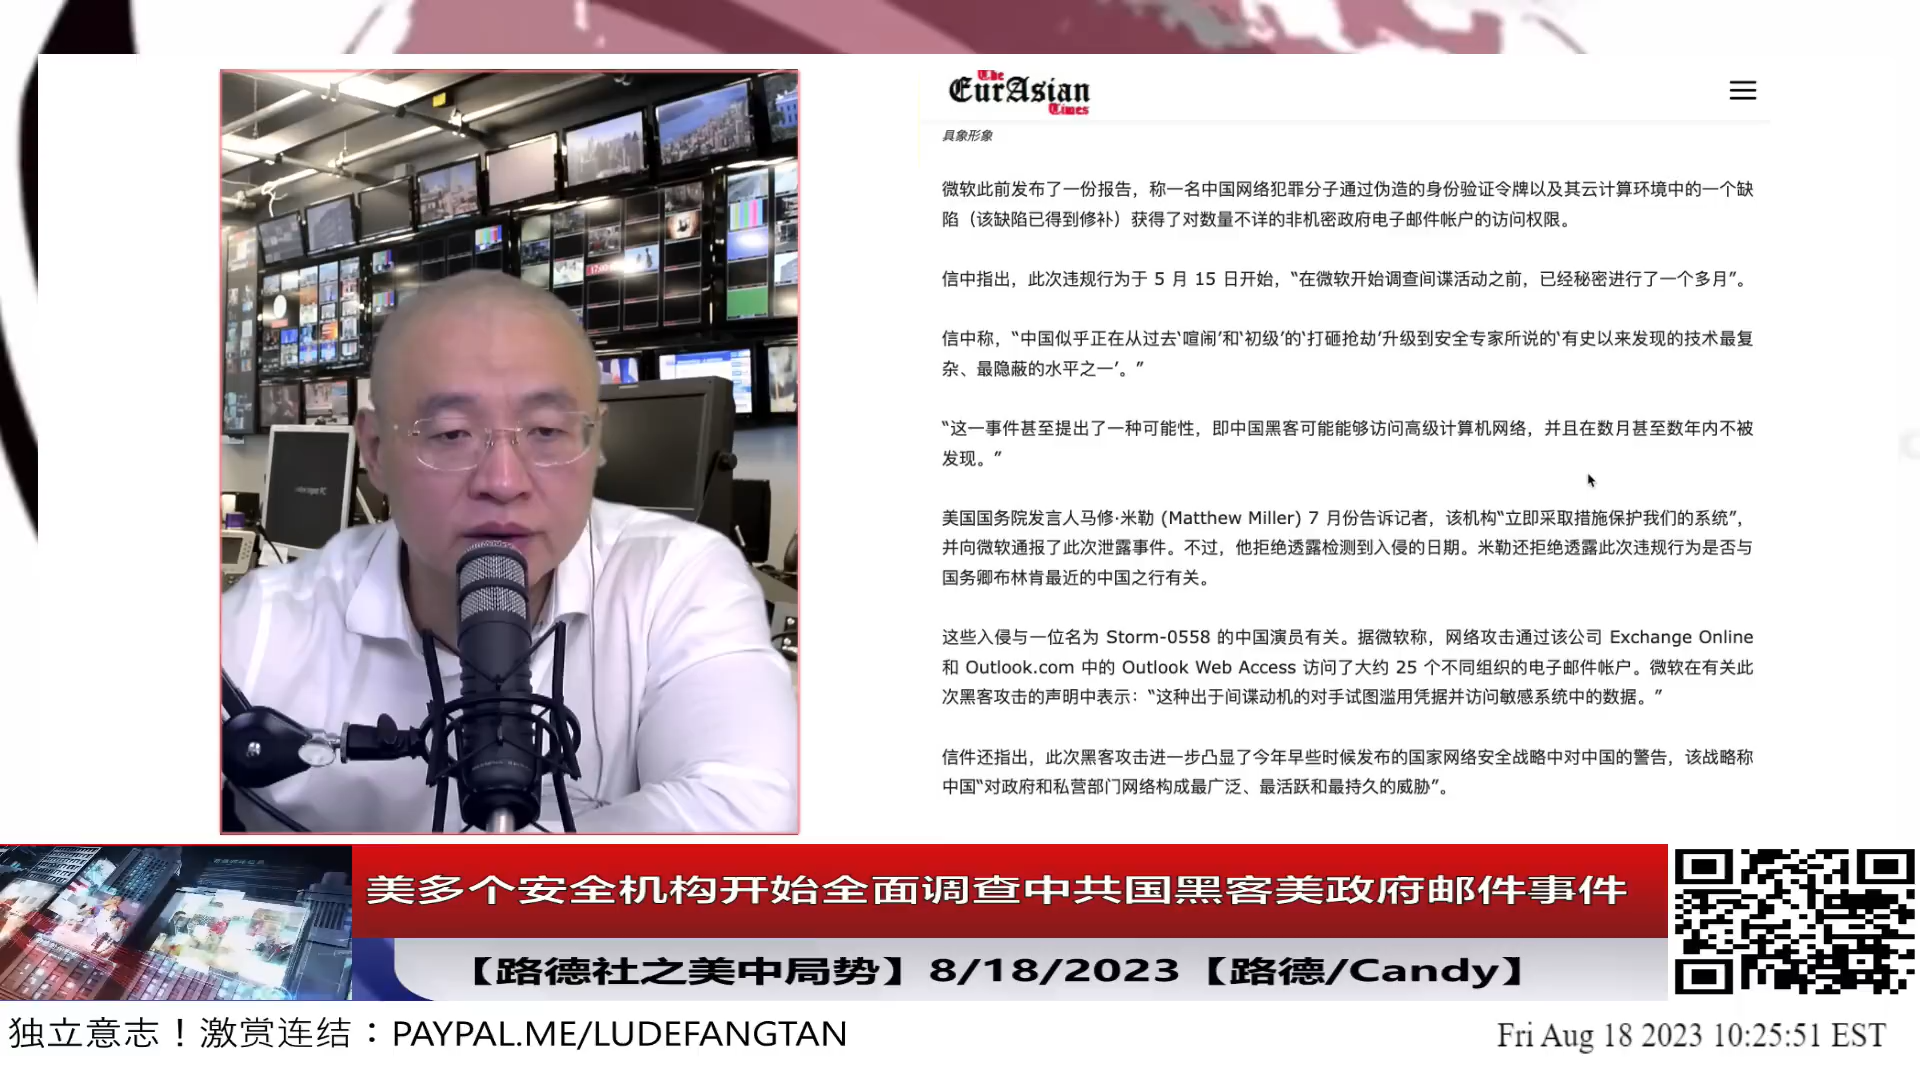 The
EurAsian
Times
具象形象
微软此前发布了一份报告，称一名中国网络犯罪分子通过伪造的身份验证令牌以及其云计算环境中的一个缺
陷（该缺陷已得到修补）获得了对数量不详的非机密政府电子邮件帐户的访问权限。
信中指出，此次违规行为于 5 月 15 日开始，“在微软开始调查间谍活动之前，已经秘密进行了一个多月”。
信中称，“中国似乎正在从过去‘喧闹’和‘初级’的‘打砸抢劫’升级到安全专家所说的‘有史以来发现的技术最复
杂、最隐蔽的水平之一’。”
“这一事件甚至提出了一种可能性，即中国黑客可能能够访问高级计算机网络，并且在数月甚至数年内不被
发现。”
美国国务院发言人马修·米勒 (Matthew Miller) 7 月份告诉记者，该机构“立即采取措施保护我们的系统”，
并向微软通报了此次泄露事件。不过，他拒绝透露检测到入侵的日期。米勒还拒绝透露此次违规行为是否与
国务卿布林肯最近的中国之行有关。
这些入侵与一位名为 Storm-0558 的中国演员有关。据微软称，网络攻击通过该公司 Exchange Online
和 Outlook.com 中的 Outlook Web Access 访问了大约 25 个不同组织的电子邮件帐户。微软在有关此
次黑客攻击的声明中表示：“这种出于间谍动机的对手试图滥用凭据并访问敏感系统中的数据。”
信件还指出，此次黑客攻击进一步凸显了今年早些时候发布的国家网络安全战略中对中国的警告，该战略称
中国“对政府和私营部门网络构成最广泛、最活跃和最持久的威胁”。
美多个安全机构开始全面调查中共国黑客美政府邮件事件
【路德社之美中局势】8/18/2023【路德/Candy】
独立意志！激赏连结：PAYPAL.ME/LUDEFANGTAN
Fri Aug 18 2023 10:25:51 EST